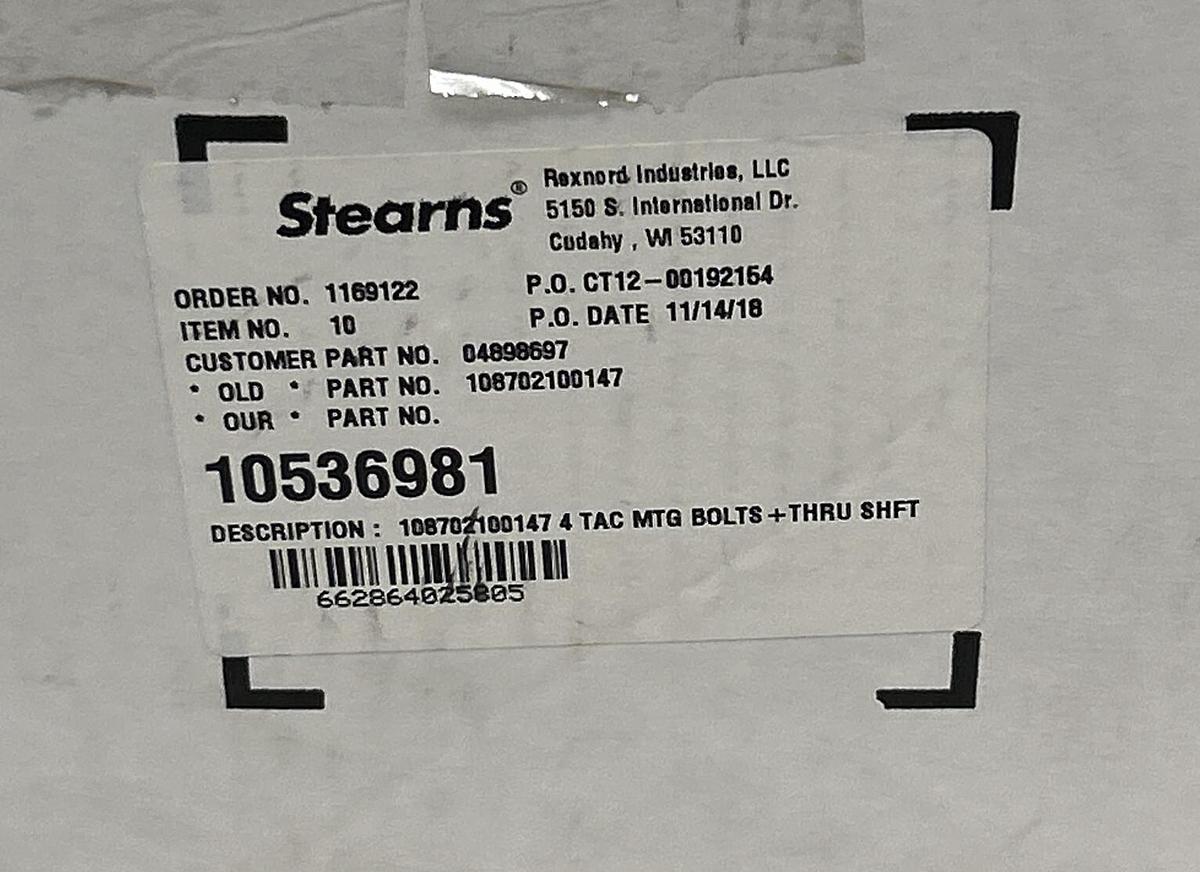 Stearns®
Rexnord Industries, LLC
5150 S. International Dr.
Cudahy , WI 53110
ORDER NO. 1169122
P.O. CT12-00192154
ITEM NO. 10
P.O. DATE 11/14/18
CUSTOMER PART NO. 04898697
* OLD * PART NO. 108702100147
* OUR * PART NO.
10536981
DESCRIPTION : 108702100147 4 TAC MTG BOLTS+THRU SHFT
662864025805